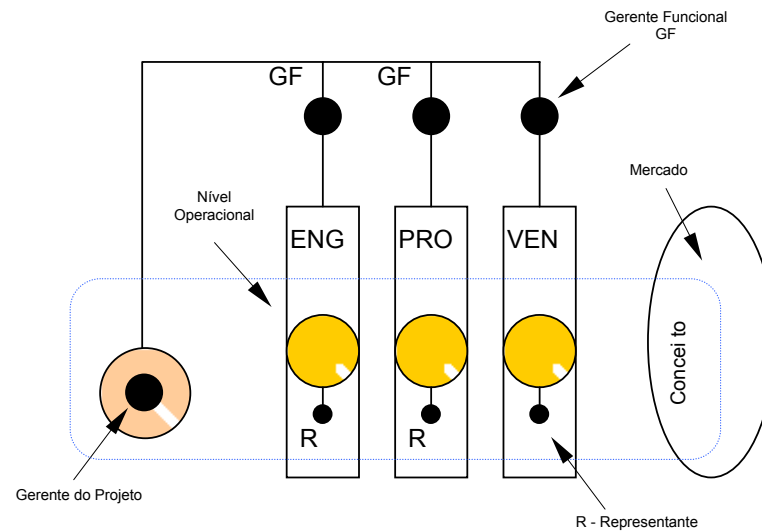 Gerente Funcional
GF
GF
GF
Mercado
Nível
Operacional
ENG
PRO
VEN
Concei to
R
R
Gerente do Projeto
R - Representante